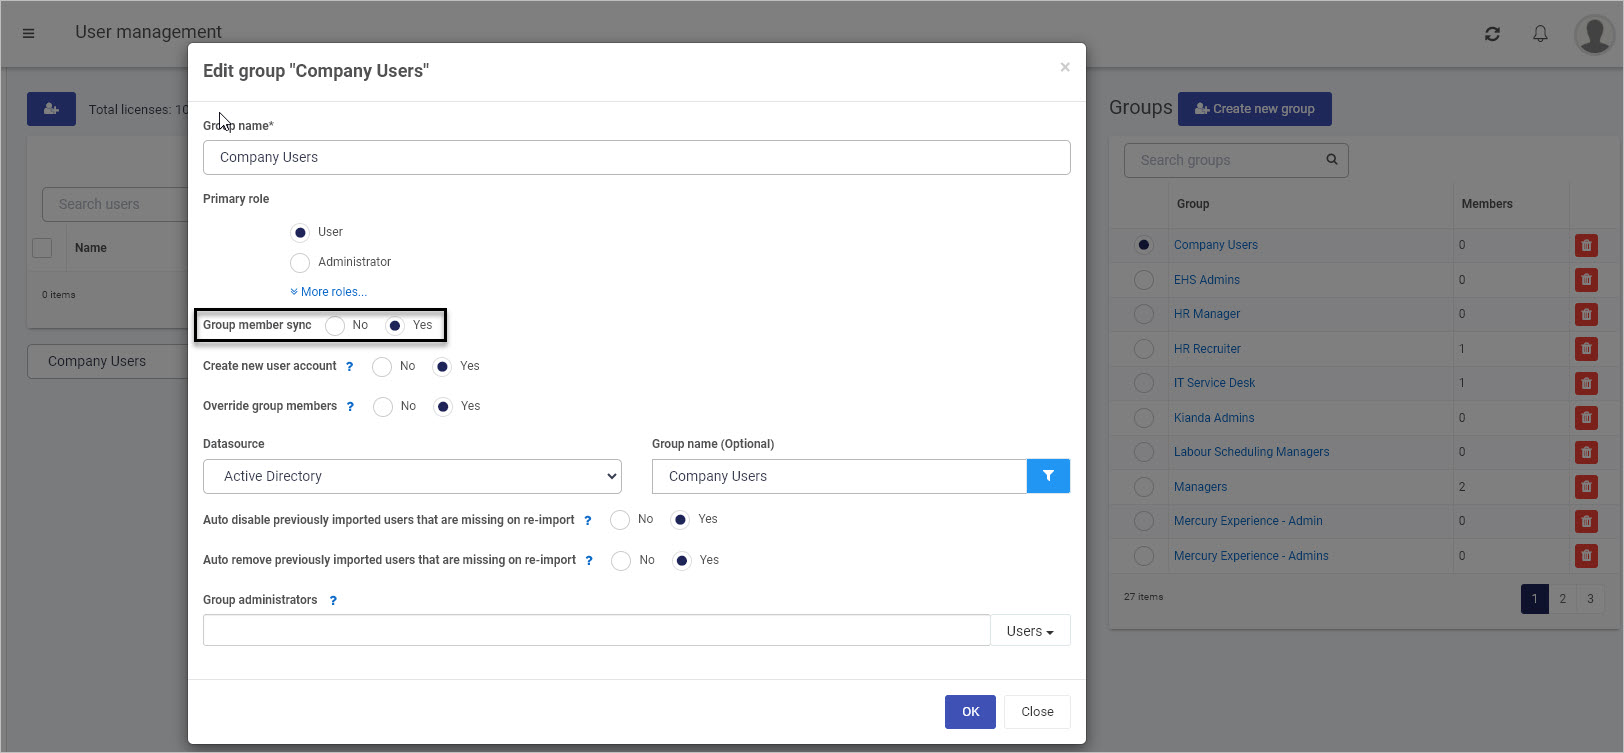 User management
Edit group "Company Users"
×
Total licenses: 10
Groups
Create new group
Group name*
Company Users
Search groups
Primary role
Search users
Group
Members
User
Name
Company Users
0
Administrator
EHS Admins
0
0 items
More roles...
HR Manager
0
Group member sync
No
Yes
HR Recruiter
1
Company Users
Create new user account
?
No
Yes
IT Service Desk
1
Override group members
?
No
Yes
Kianda Admins
0
Datasource
Group name (Optional)
Labour Scheduling Managers
0
Active Directory
Company Users
Managers
2
Auto disable previously imported users that are missing on re-import
?
No
Yes
Mercury Experience - Admin
0
Auto remove previously imported users that are missing on re-import
?
No
Yes
Mercury Experience - Admins
0
Group administrators
?
27 items
1
2
3
Users
OK
Close